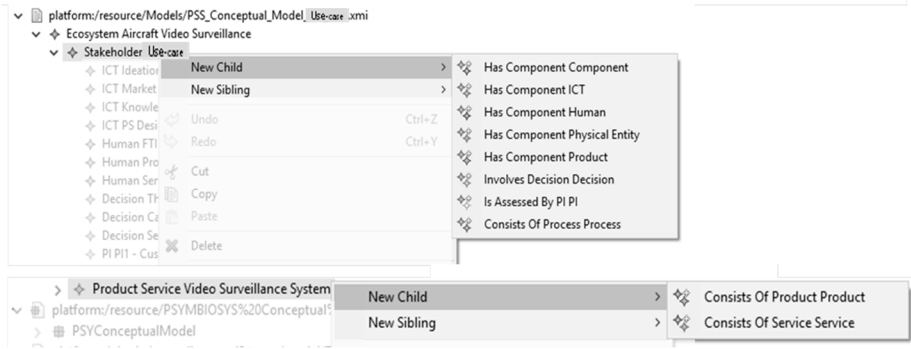 platform:/resource/Models/PSS_Conceptual_Model_Use-case.xmi
Ecosystem Aircraft Video Surveillance
Stakeholder Use-case
ICT Ideation
ICT Market
ICT Knowle
ICT PS Desi
Human FTI
Human Pro
Human Ser
Decision Th
Decision Ca
Decision Se
PI PI1 - Cus
New Child
New Sibling
Undo Ctrl+Z
Redo Ctrl+Y
Cut
Copy
Paste
Delete
Has Component Component
Has Component ICT
Has Component Human
Has Component Physical Entity
Has Component Product
Involves Decision Decision
Is Assessed By PI PI
Consists Of Process Process
Product Service Video Surveillance System
platform:/resource/PSYMBIOSYS%20Conceptual%
PSYConceptualModel
New Child
New Sibling
Consists Of Product Product
Consists Of Service Service